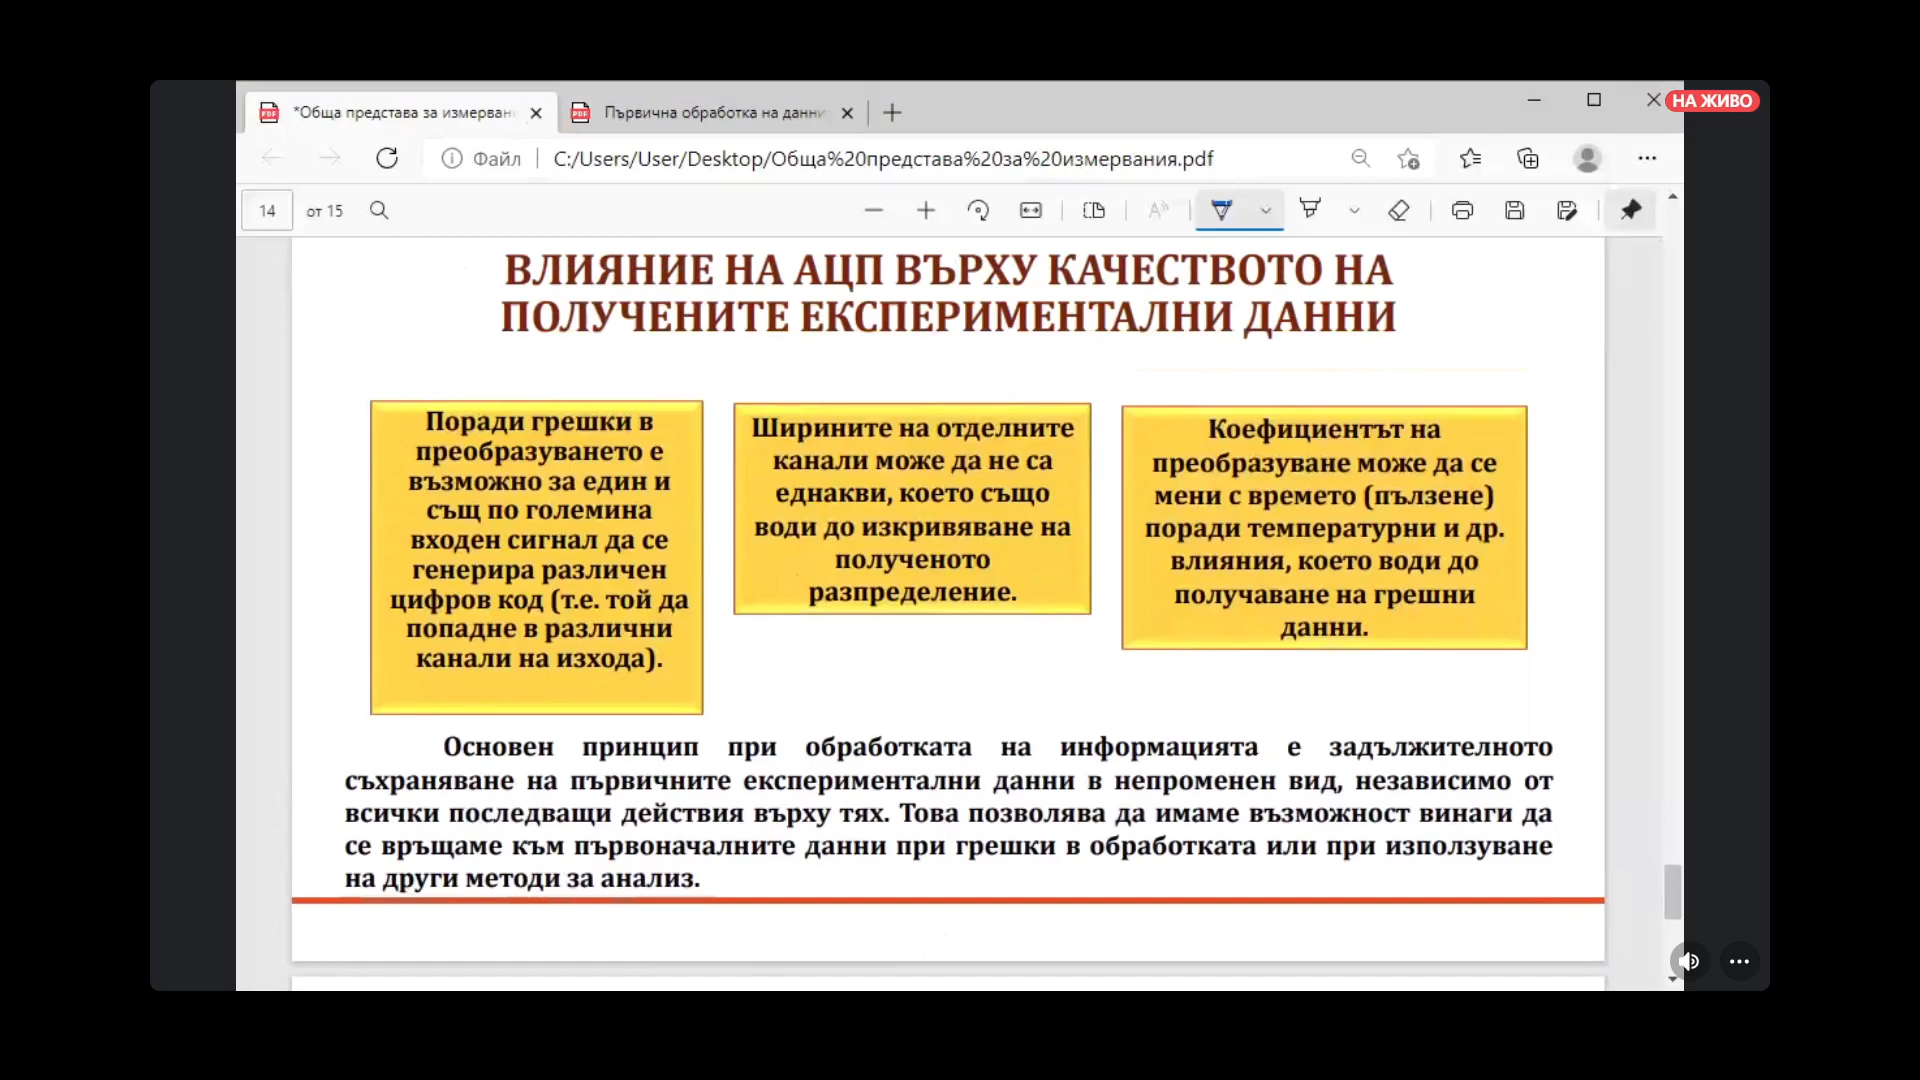 *Обща представа за измерван
Първична обработка на данни
НА ЖИВО
Файл
C:/Users/User/Desktop/Обща%20представа%20за%20измервания.pdf
14 от 15
ВЛИЯНИЕ НА АЦП ВЪРХУ КАЧЕСТВОТО НА
ПОЛУЧЕНИТЕ ЕКСПЕРИМЕНТАЛНИ ДАННИ
Поради грешки в
преобразуването е
възможно за един и
същ по големина
входен сигнал да се
генерира различен
цифров код (т.е. той да
попадне в различни
канали на изхода).
Ширините на отделните
канали може да не са
еднакви, което също
води до изкривяване на
полученото
разпределение.
Коефициентът на
преобразуване може да се
мени с времето (пълзене)
поради температурни и др.
влияния, което води до
получаване на грешни
данни.
Основен принцип при обработката на информацията е задължителното
съхраняване на първичните експериментални данни в непроменен вид, независимо от
всички последващи действия върху тях. Това позволява да имаме възможност винаги да
се връщаме към първоначалните данни при грешки в обработката или при използуване
на други методи за анализ.